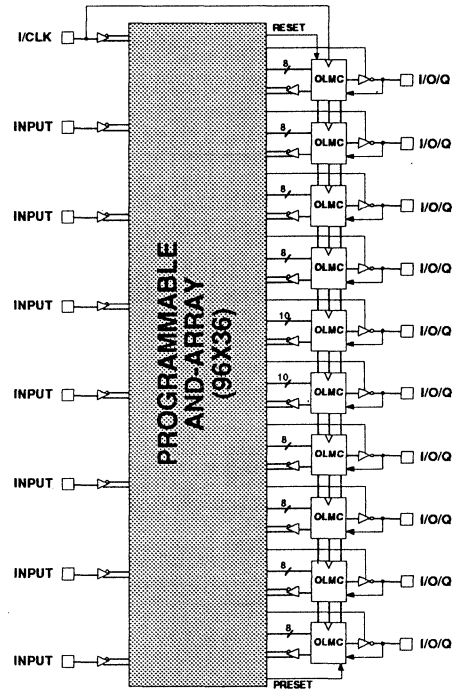 I/CLK
RESET
8
OLMC
I/O/Q
INPUT
8
OLMC
I/O/Q
INPUT
8
OLMC
I/O/Q
8
OLMC
I/O/Q
INPUT
10
OLMC
I/O/Q
PROGRAMMABLE
AND-ARRAY
(96X36)
INPUT
10
OLMC
I/O/Q
8
OLMC
I/O/Q
INPUT
8
OLMC
I/O/Q
INPUT
8
OLMC
I/O/Q
8
OLMC
I/O/Q
INPUT
PRESET